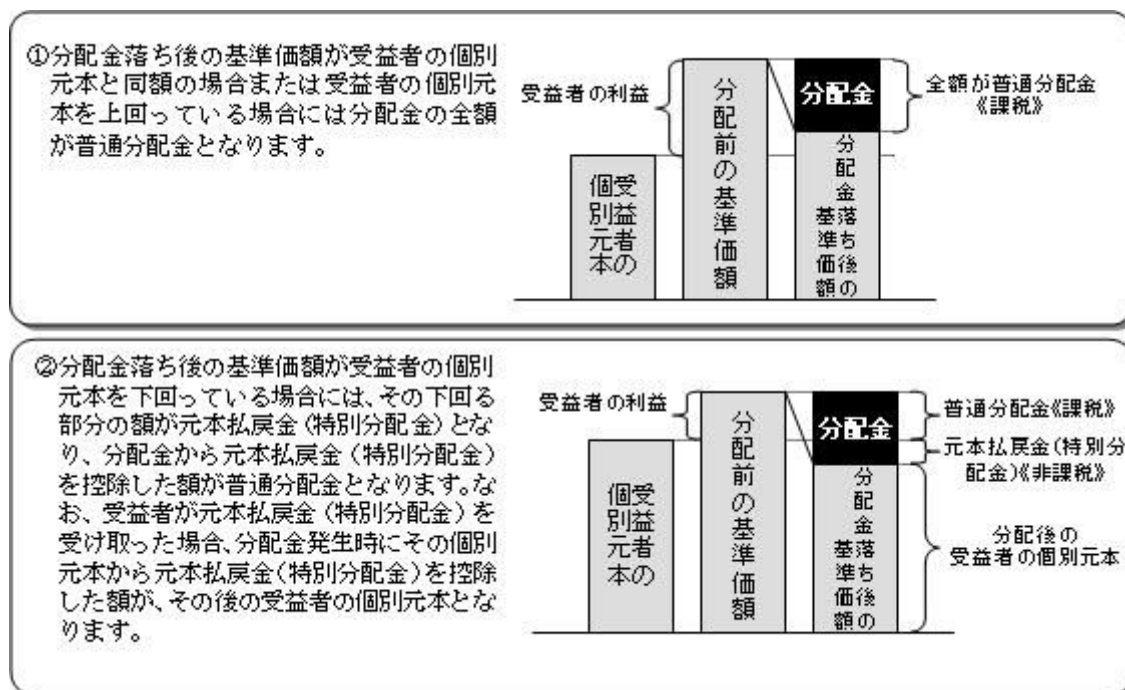 ①分配金落ち後の基準価額が受益者の個別
元本と同額の場合または受益者の個別元
本を上回っている場合には分配金の全額
が普通分配金となります。
受益者の利益
個別元本
受益者の
分配前の基準価額
分配金
基準価額
分配金落ち後の
全額が普通分配金
《課税》
②分配金落ち後の基準価額が受益者の個別
元本を下回っている場合には、その下回る
部分の額が元本払戻金(特別分配金)とな
り、分配金から元本払戻金(特別分配金)
を控除した額が普通分配金となります。な
お、受益者が元本払戻金(特別分配金)を
受け取った場合、分配金発生時にその個別
元本から元本払戻金(特別分配金)を控除
した額が、その後の受益者の個別元本とな
ります。
受益者の利益
個別元本
受益者の
分配前の基準価額
分配金
基準価額
分配金落ち後の
普通分配金《課税》
元本払戻金(特別分
配金)《非課税》
分配後の
受益者の個別元本